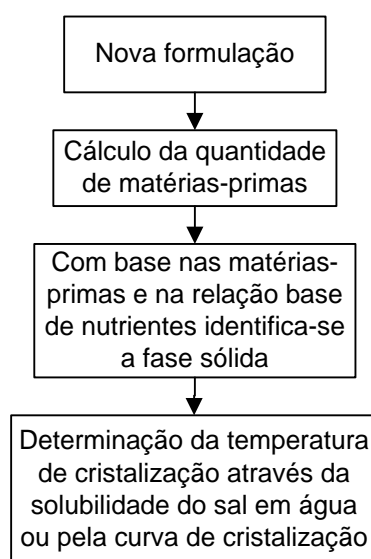 Nova formulação
Cálculo da quantidade
de matérias-primas
Com base nas matérias-
primas e na relação base
de nutrientes identifica-se
a fase sólida
Determinação da temperatura
de cristalização através da
solubilidade do sal em água
ou pela curva de cristalização